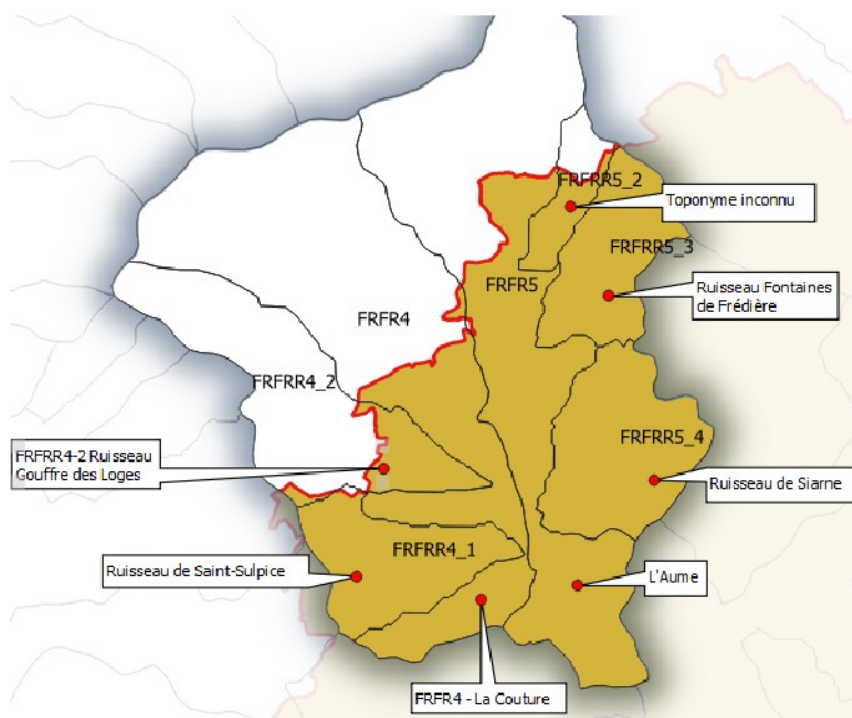 FRFRR5_2
Toponyme inconnu
FRFRR5_3
FRFR5
Ruisseau Fontaines
de Frédière
FRFR4
FRFRR4_2
FRFRR5_4
FRFRR4-2 Ruisseau
Gouffre des Loges
Ruisseau de Siarne
FRFRR4_1
Ruisseau de Saint-Sulpice
L'Aume
FRFR4 - La Couture